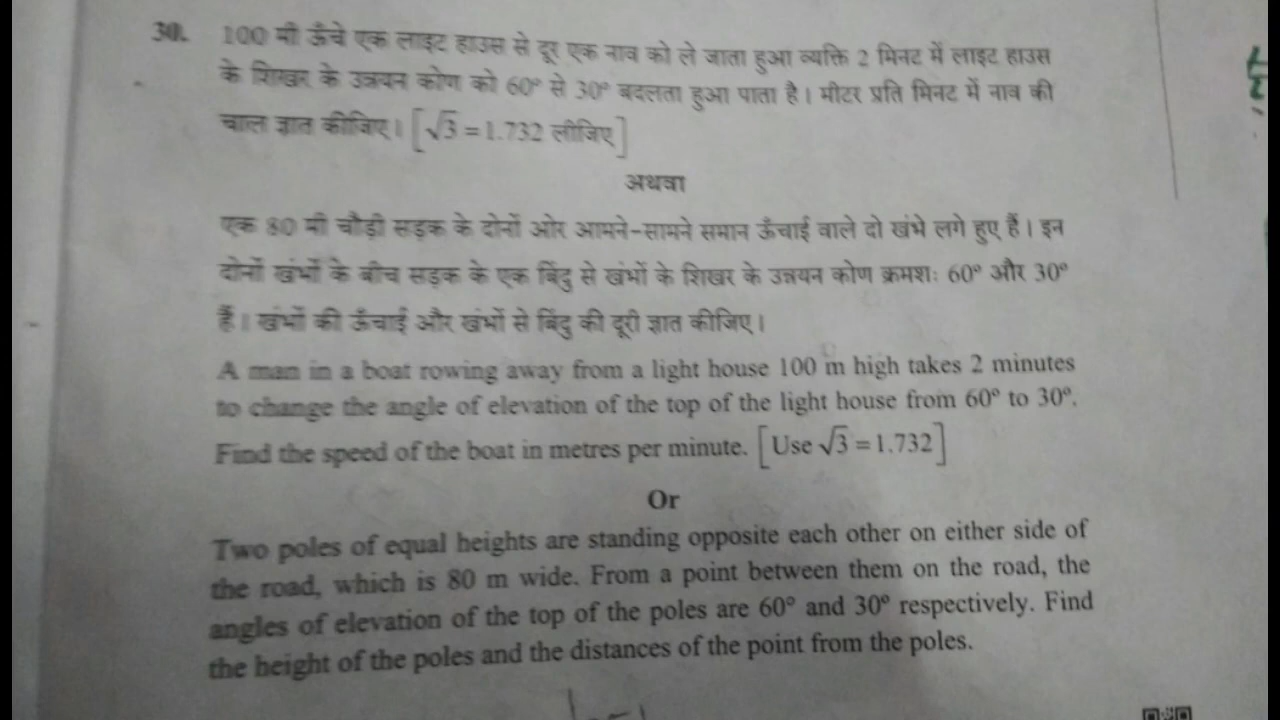 30. 100 मी ऊँचे एक लाइट हाउस से दूर एक नाव को ले जाता हुआ व्यक्ति 2 मिनट में लाइट हाउस
के शिखर के उन्नयन कोण को 60° से 30° बदलता हुआ पाता है। मीटर प्रति मिनट में नाव की
चाल ज्ञात कीजिए। [√3 = 1.732 लीजिए]
अथवा
एक 80 मी चौड़ी सड़क के दोनों ओर आमने-सामने समान ऊँचाई वाले दो खंभे लगे हुए हैं। इन
दोनों खंभों के बीच सड़क के एक बिंदु से खंभों के शिखर के उन्नयन कोण क्रमशः 60° और 30°
हैं। खंभों की ऊँचाई और खंभों से बिंदु की दूरी ज्ञात कीजिए।
A man in a boat rowing away from a light house 100 m high takes 2 minutes
to change the angle of elevation of the top of the light house from 60° to 30°.
Find the speed of the boat in metres per minute. [Use √3 = 1.732]
Or
Two poles of equal heights are standing opposite each other on either side of
the road, which is 80 m wide. From a point between them on the road, the
angles of elevation of the top of the poles are 60° and 30° respectively. Find
the height of the poles and the distances of the point from the poles.